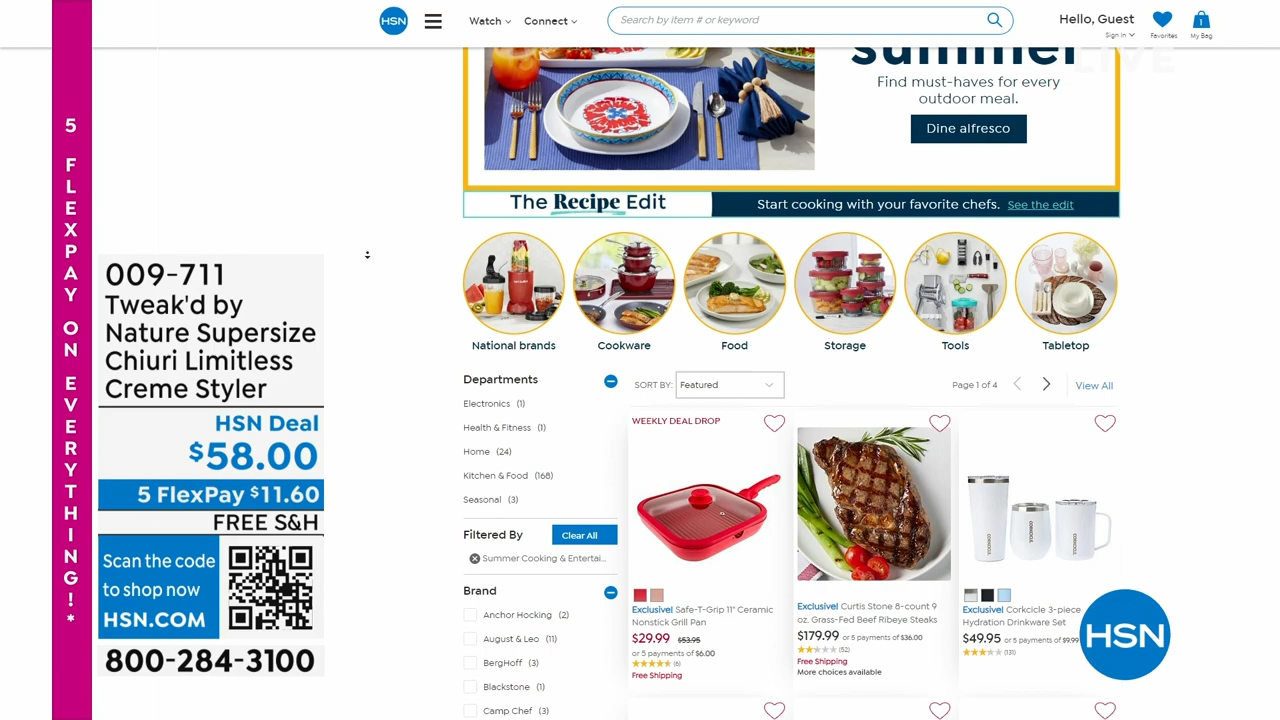 HSN
Watch
Connect
Search by item # or keyword
Hello, Guest
Sign In
Favorites
1
My Bag
LIVE
summer
Find must-haves for every
outdoor meal.
Dine alfresco
The Recipe Edit
Start cooking with your favorite chefs. See the edit
National brands
Cookware
Food
Storage
Tools
Tabletop
5 FLEXPAY ON EVERYTHING!*
009-711
Tweak'd by
Nature Supersize
Chiuri Limitless
Creme Styler
HSN Deal
$58.00
5 FlexPay $11.60
FREE S&H
Scan the code
to shop now
HSN.COM
800-284-3100
Departments
Electronics (1)
Health & Fitness (1)
Home (24)
Kitchen & Food (168)
Seasonal (3)
Filtered By
Clear All
Summer Cooking & Entertai...
Brand
Anchor Hocking (2)
August & Leo (11)
BergHoff (3)
Blackstone (1)
Camp Chef (3)
SORT BY:
Featured
Page 1 of 4
View All
WEEKLY DEAL DROP
Exclusive! Safe-T-Grip 11" Ceramic
Nonstick Grill Pan
$29.99 $53.95
or 5 payments of $6.00
(6)
Free Shipping
Exclusive! Curtis Stone 8-count 9
oz. Grass-Fed Beef Ribeye Steaks
$179.99 or 5 payments of $36.00
(52)
Free Shipping
More choices available
CORKCICLE
CORKCICLE
CORKCICLE
Exclusive! Corkcicle 3-piece
Hydration Drinkware Set
$49.95 or 5 payments of $9.99
(131)
HSN